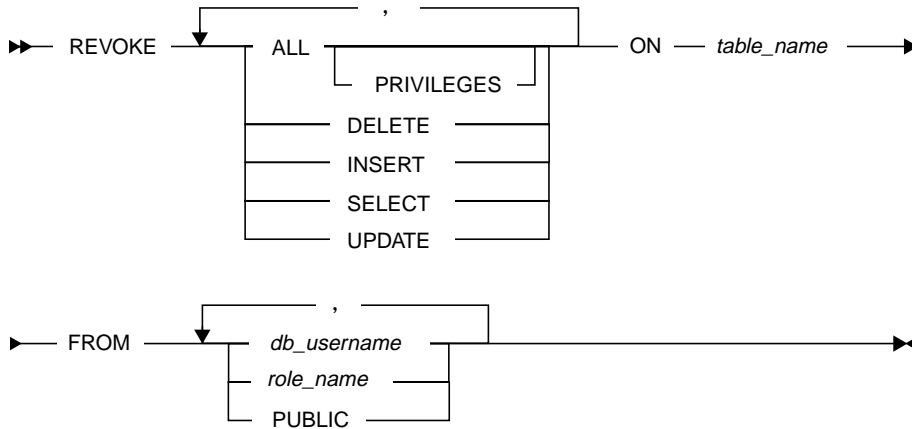 ,
REVOKE ALL ON table_name
PRIVILEGES
DELETE
INSERT
SELECT
UPDATE
,
FROM db_username
role_name
PUBLIC